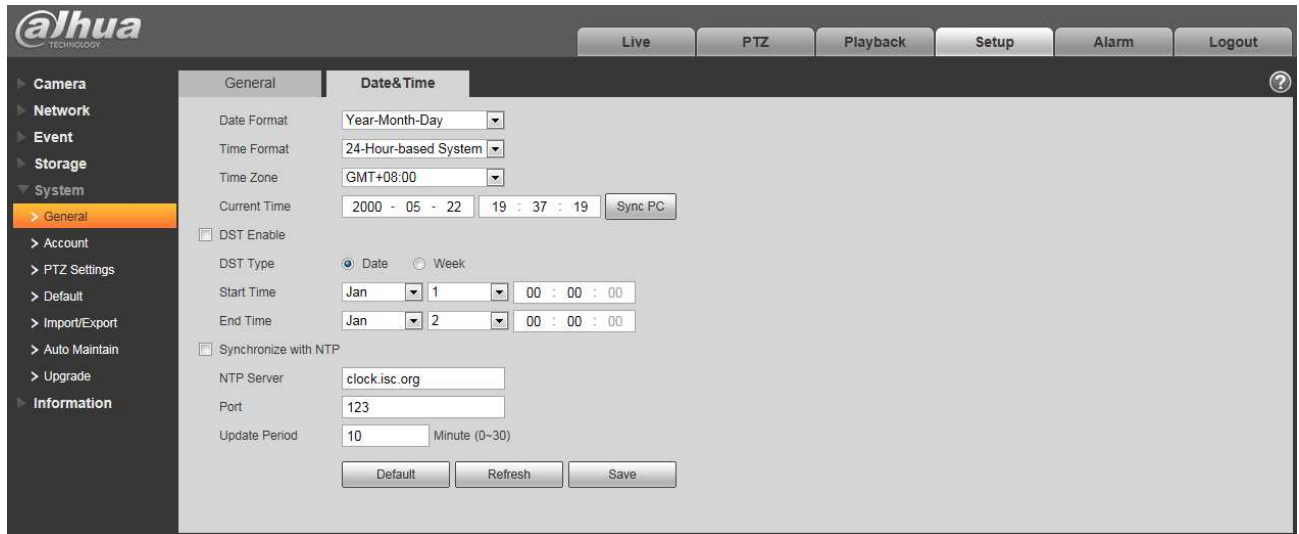 alhua
TECHNOLOGY
Live PTZ Playback Setup Alarm Logout
Camera
Network
Event
Storage
System
> General
> Account
> PTZ Settings
> Default
> Import/Export
> Auto Maintain
> Upgrade
Information
General Date&Time ?
Date Format Year-Month-Day
Time Format 24-Hour-based System
Time Zone GMT+08:00
Current Time 2000 - 05 - 22 19 : 37 : 19 Sync PC
DST Enable
DST Type Date Week
Start Time Jan 1 00 : 00 : 00
End Time Jan 2 00 : 00 : 00
Synchronize with NTP
NTP Server clock.isc.org
Port 123
Update Period 10 Minute (0~30)
Default Refresh Save